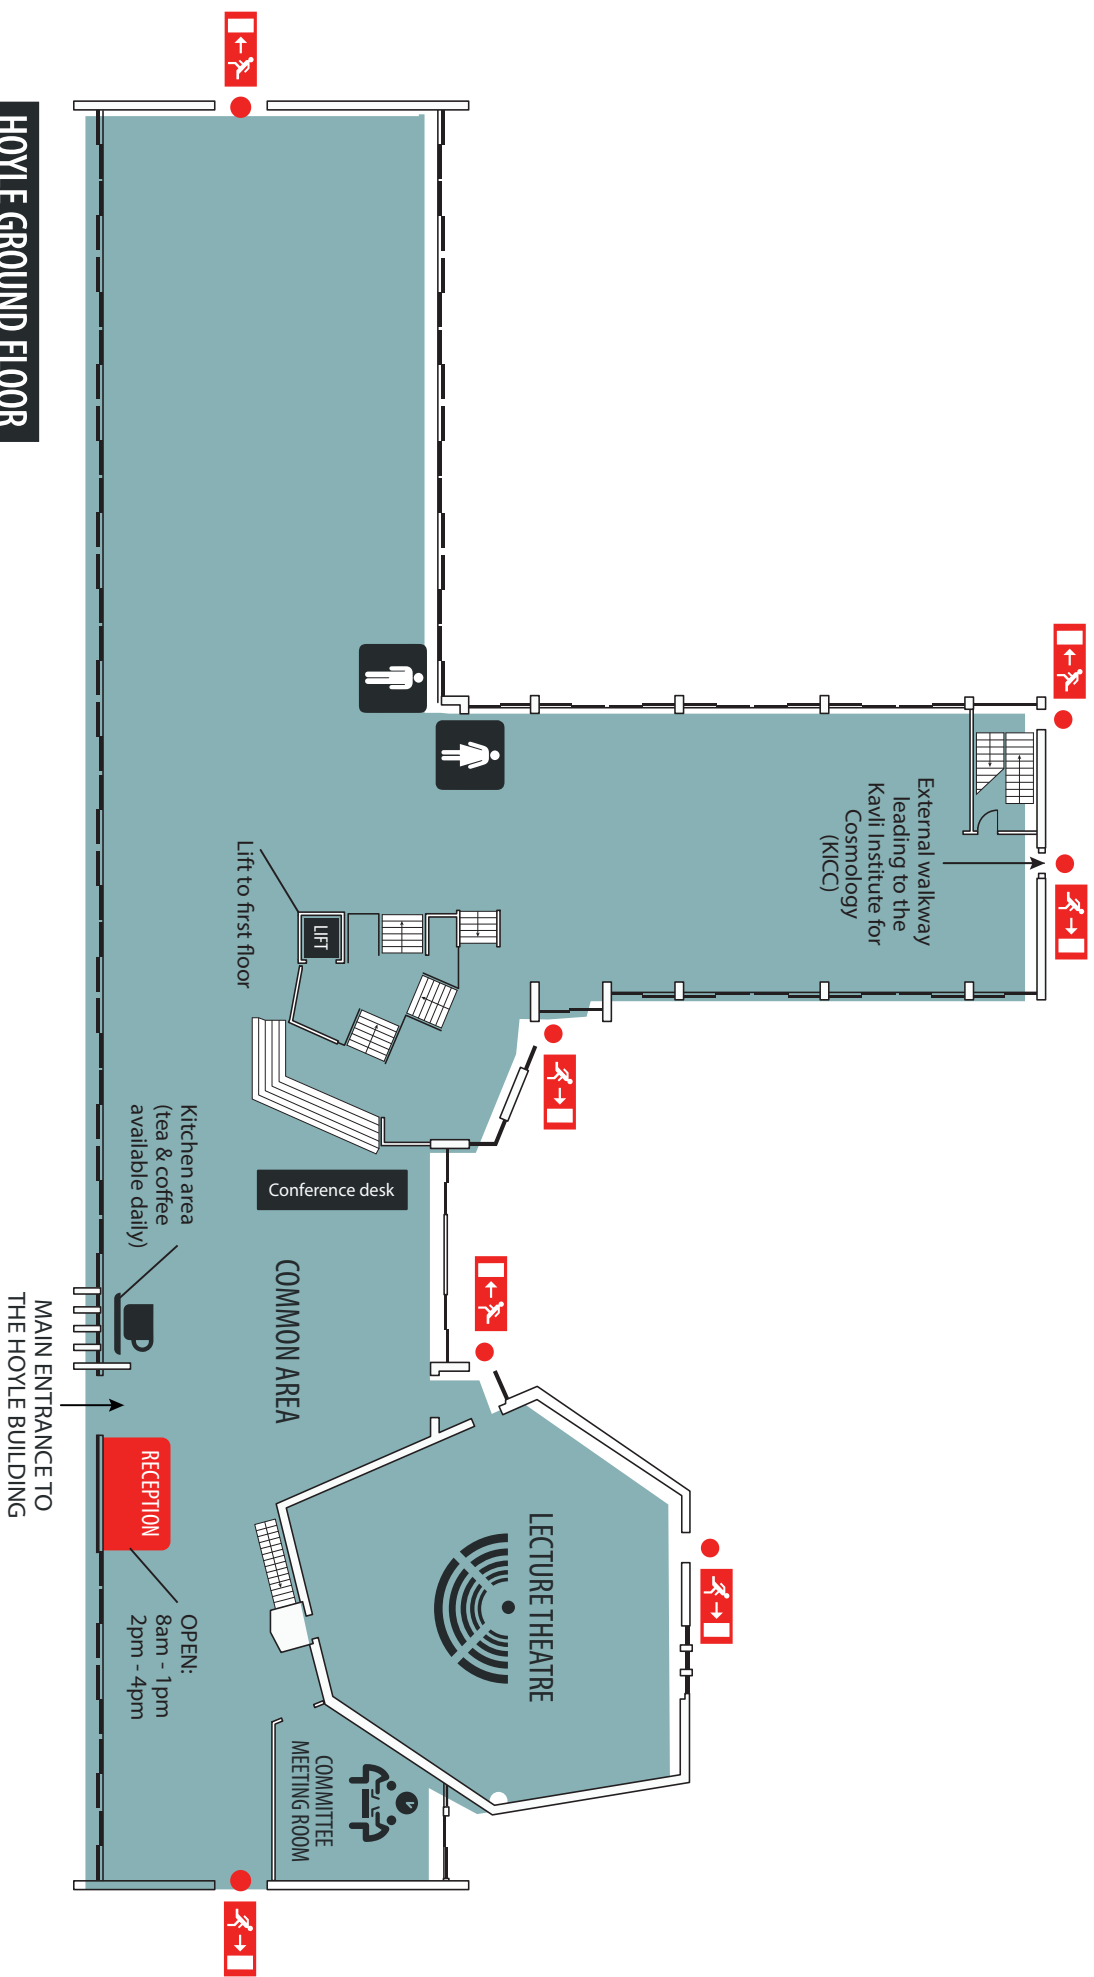 HOYLE GROUND FLOOR
External walkway
leading to the
Kavli Institute for
Cosmology
(KICC)
LIFT
Lift to first floor
Conference desk
Kitchen area
(tea & coffee
available daily)
COMMON AREA
MAIN ENTRANCE TO
THE HOYLE BUILDING
RECEPTION
OPEN:
8am - 1pm
2pm - 4pm
LECTURE THEATRE
COMMITTEE
MEETING ROOM